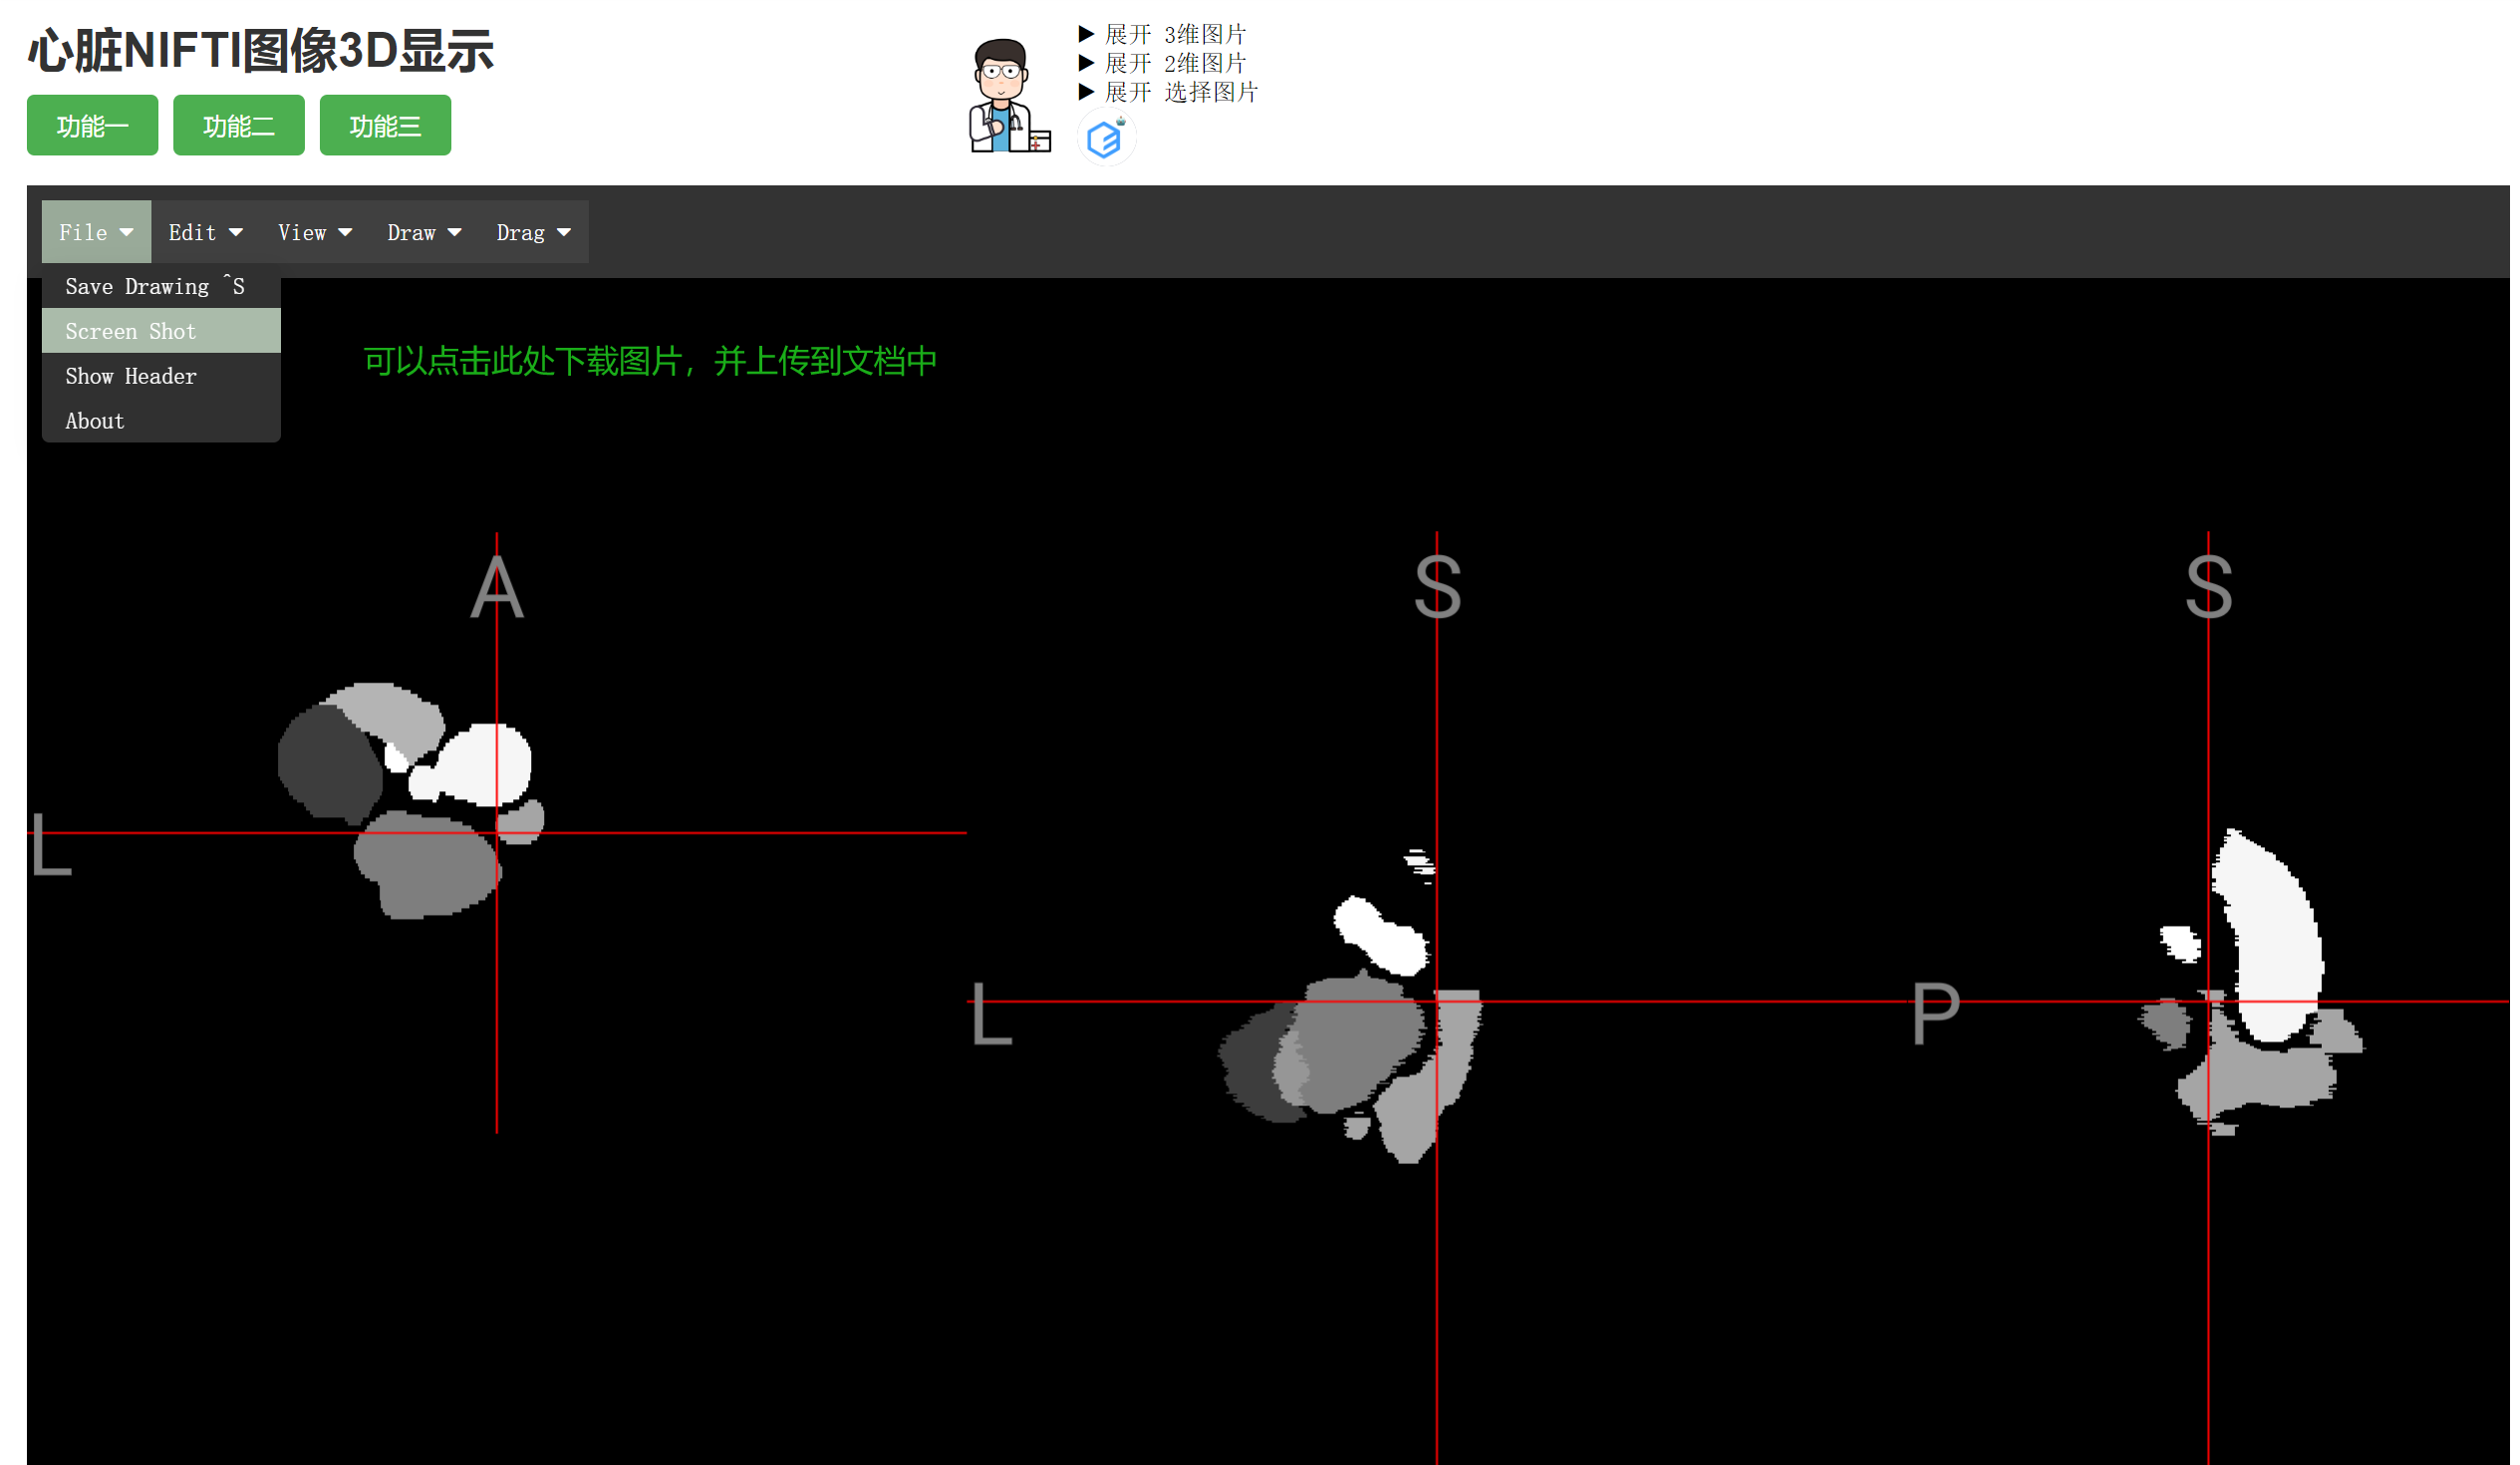 心脏NIFTI图像3D显示
▶ 展开 3维图片
▶ 展开 2维图片
▶ 展开 选择图片
功能一 功能二 功能三
File Edit View Draw Drag
Save Drawing ^S
Screen Shot
Show Header
About
可以点击此处下载图片，并上传到文档中
A S S
L L P